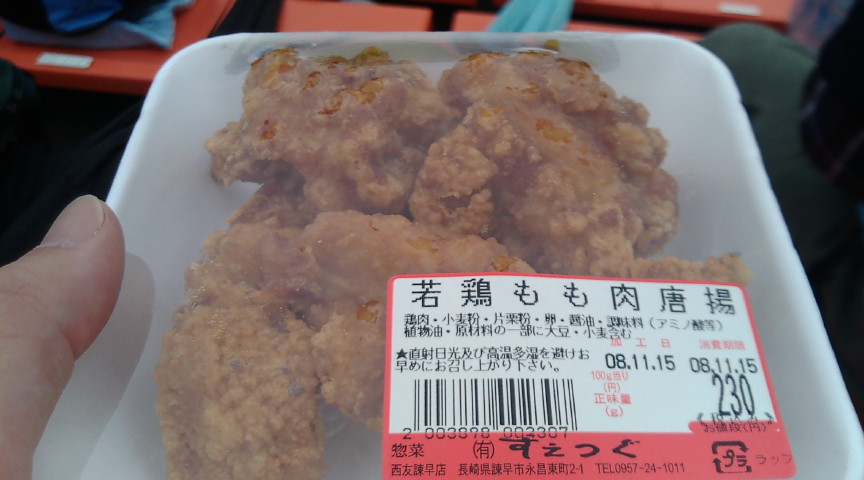 若鶏もも肉唐揚
鶏肉・小麦粉・片栗粉・卵・醤油・調味料(アミノ酸等)
植物油・原材料の一部に大豆・小麦含む
加工日 消費期限
★直射日光及び高温多湿を避けお
早めにお召し上がり下さい。
08.11.15 08.11.15
100g当り
(円)
正味量
(g)
230
お値段(円)
惣菜 (有)すえつぐ
プラ ラップ
西友諫早店 長崎県諫早市永昌東町2-1 TEL0957-24-1011